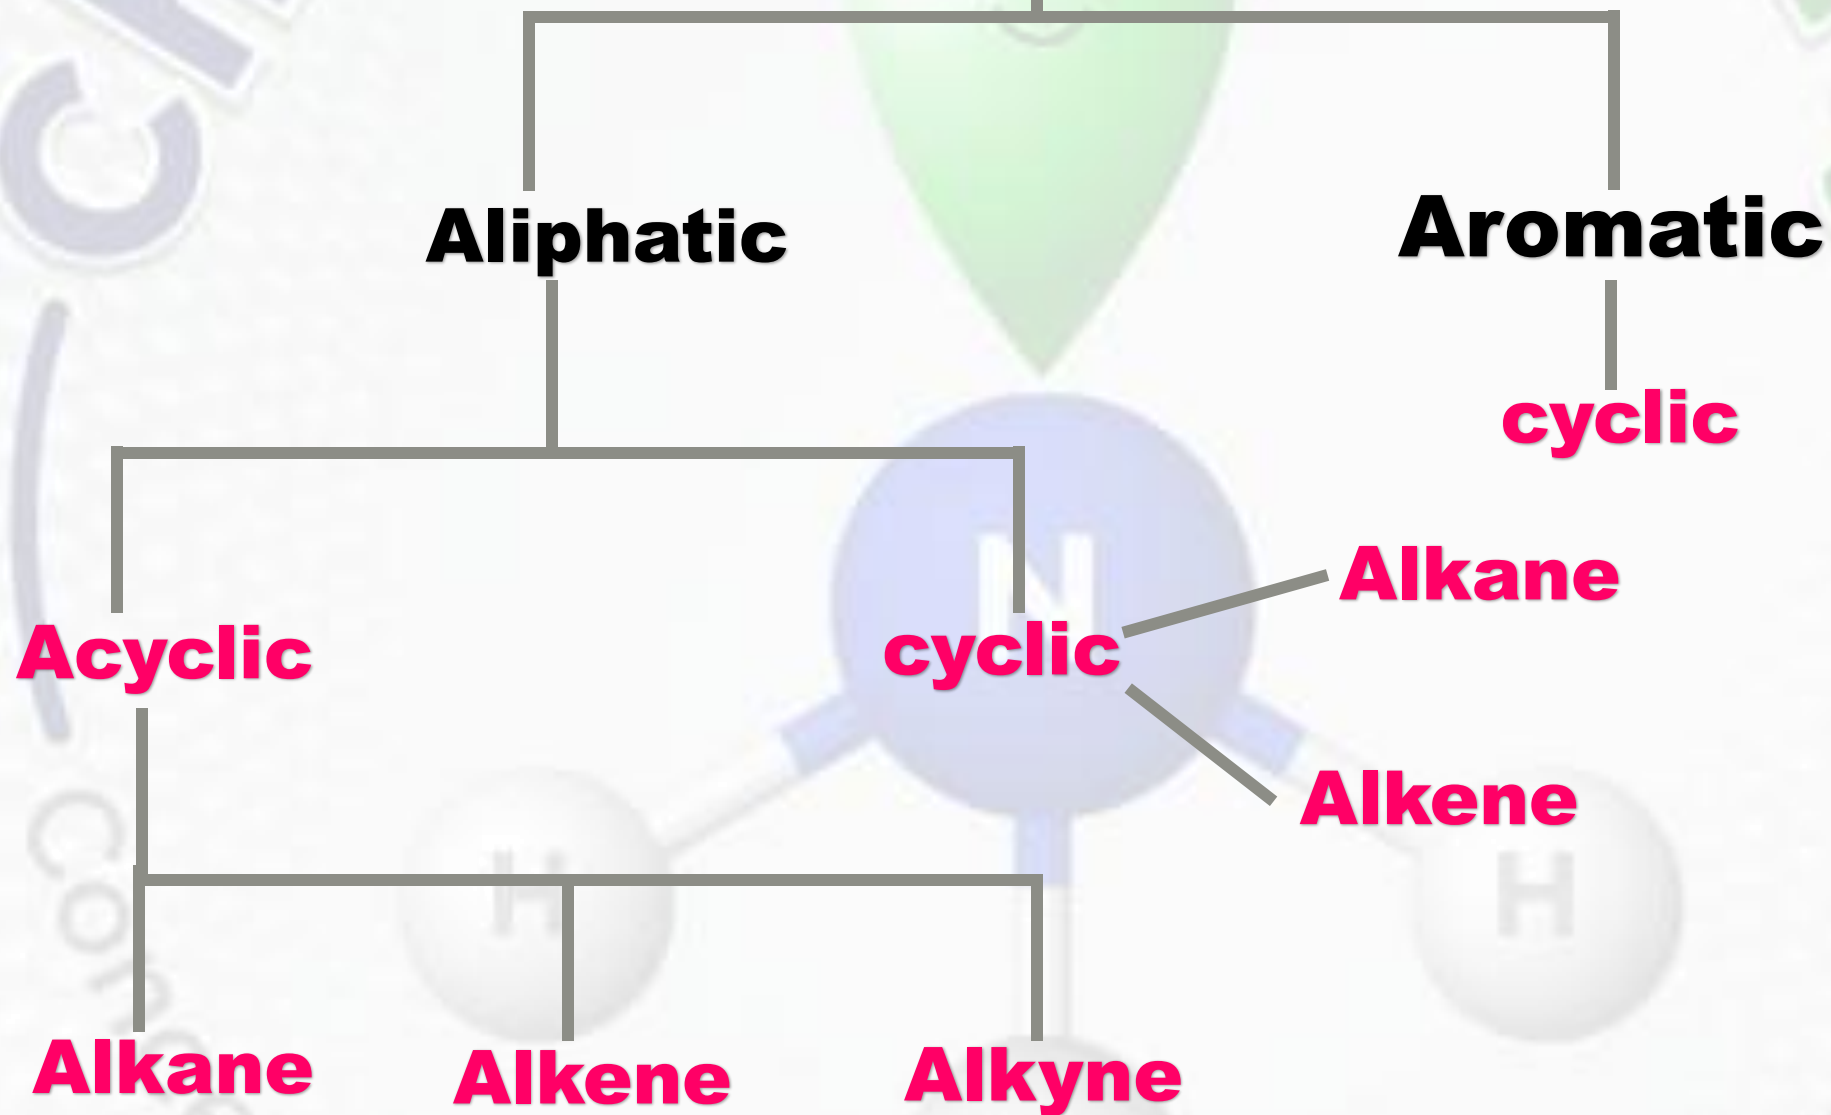 Aliphatic
Aromatic
cyclic
Alkane
Acyclic
cyclic
Alkene
Alkane
Alkene
Alkyne
N
H
H